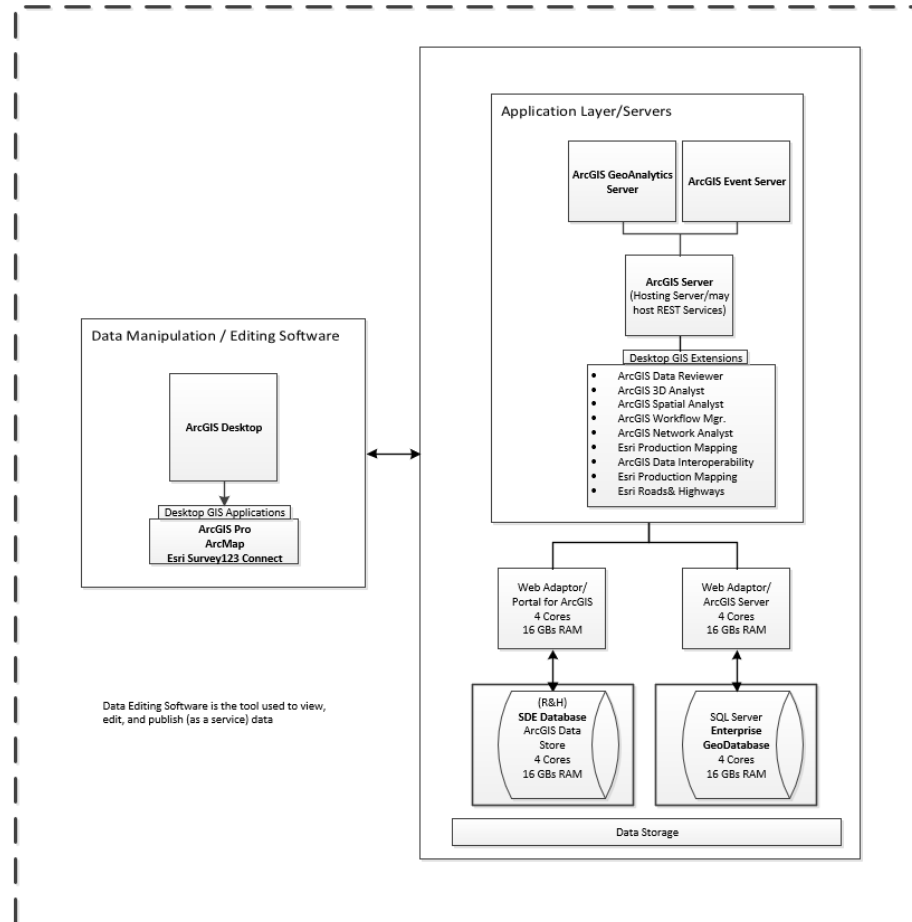 Application Layer/Servers
ArcGIS GeoAnalytics
Server
ArcGIS Event Server
ArcGIS Server
(Hosting Server/may
host REST Services)
Desktop GIS Extensions
• ArcGIS Data Reviewer
• ArcGIS 3D Analyst
• ArcGIS Spatial Analyst
• ArcGIS Workflow Mgr.
• ArcGIS Network Analyst
• Esri Production Mapping
• ArcGIS Data Interoperability
• Esri Production Mapping
• Esri Roads& Highways
Data Manipulation / Editing Software
ArcGIS Desktop
Desktop GIS Applications
ArcGIS Pro
ArcMap
Esri Survey123 Connect
Web Adaptor/
Portal for ArcGIS
4 Cores
16 GBs RAM
Web Adaptor/
ArcGIS Server
4 Cores
16 GBs RAM
Data Editing Software is the tool used to view,
edit, and publish (as a service) data
(R&H)
SDE Database
ArcGIS Data
Store
4 Cores
16 GBs RAM
SQL Server
Enterprise
GeoDatabase
4 Cores
16 GBs RAM
Data Storage